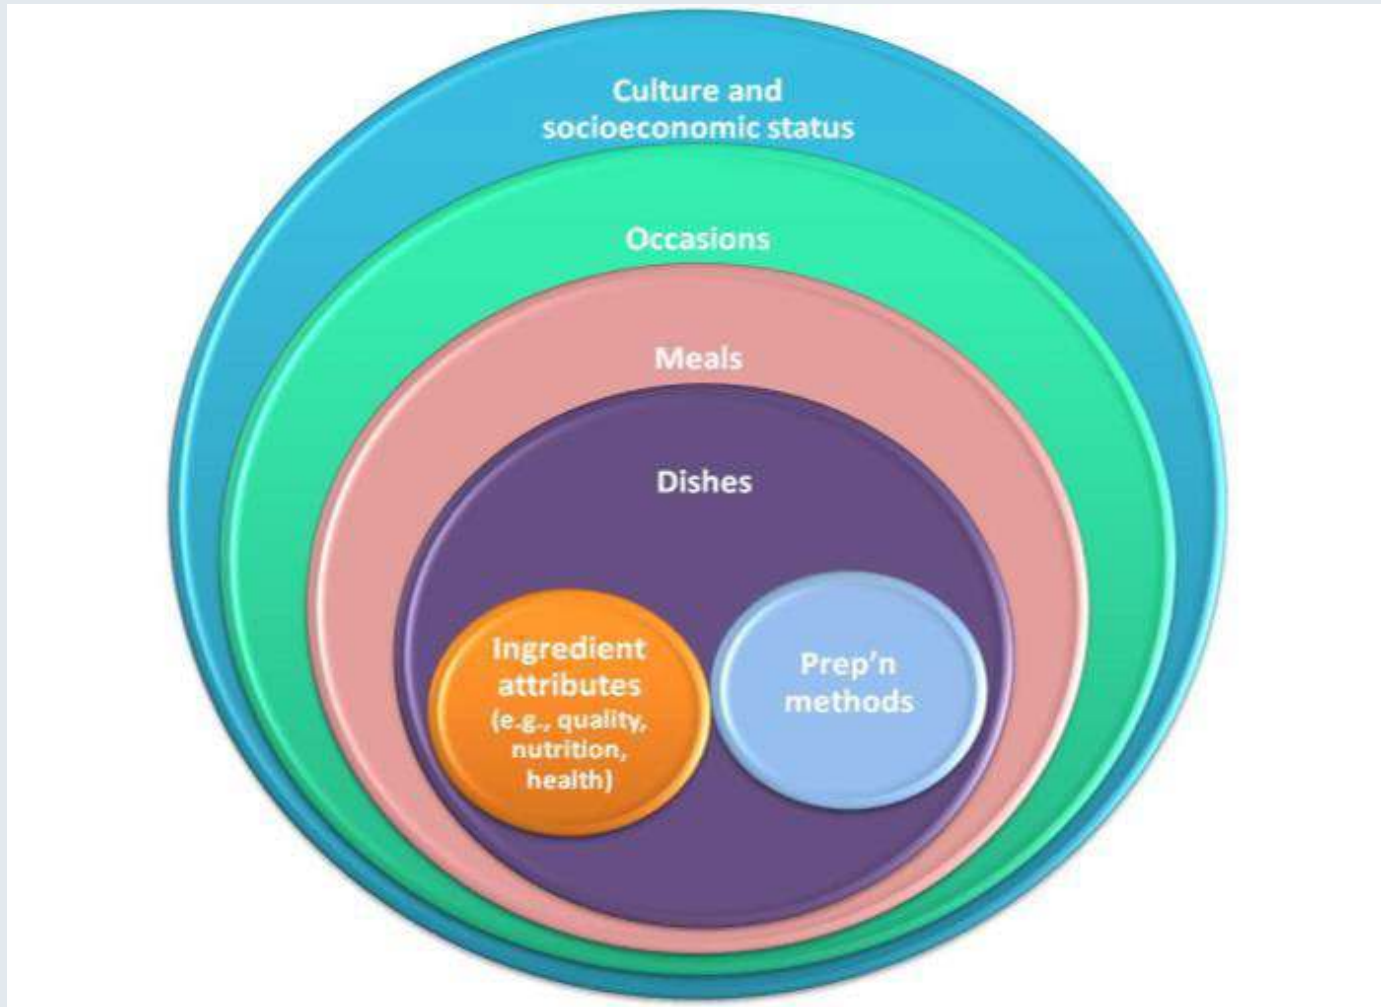 Culture and
socioeconomic status
Occasions
Meals
Dishes
Ingredient
attributes
(e.g., quality,
nutrition,
health)
Prep'n
methods